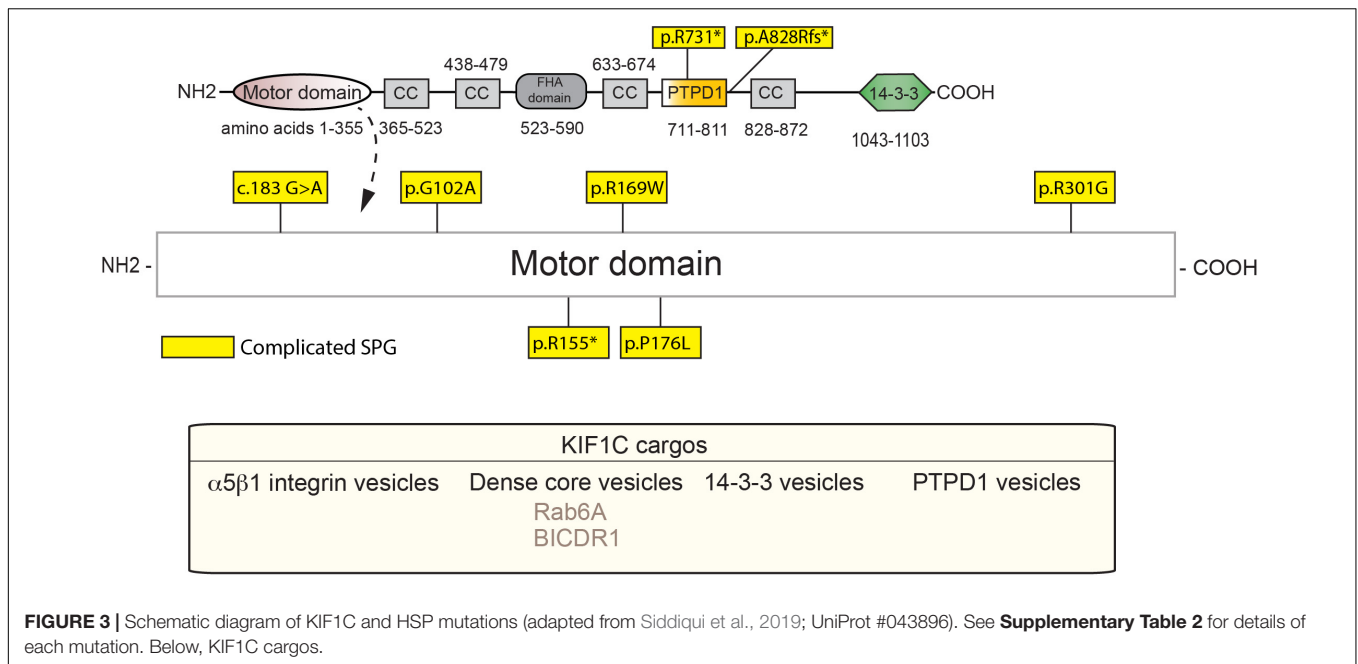 p.R731* p.A828Rfs*
438-479 633-674
NH2 Motor domain CC CC FHA domain CC PTPD1 CC 14-3-3 COOH
amino acids 1-355 365-523 523-590 711-811 828-872 1043-1103
c.183 G>A p.G102A p.R169W p.R301G
NH2 - Motor domain - COOH
p.R155* p.P176L
Complicated SPG
KIF1C cargos
α5β1 integrin vesicles Dense core vesicles 14-3-3 vesicles PTPD1 vesicles
Rab6A
BICDR1
FIGURE 3 | Schematic diagram of KIF1C and HSP mutations (adapted from Siddiqui et al., 2019; UniProt #043896). See Supplementary Table 2 for details of
each mutation. Below, KIF1C cargos.